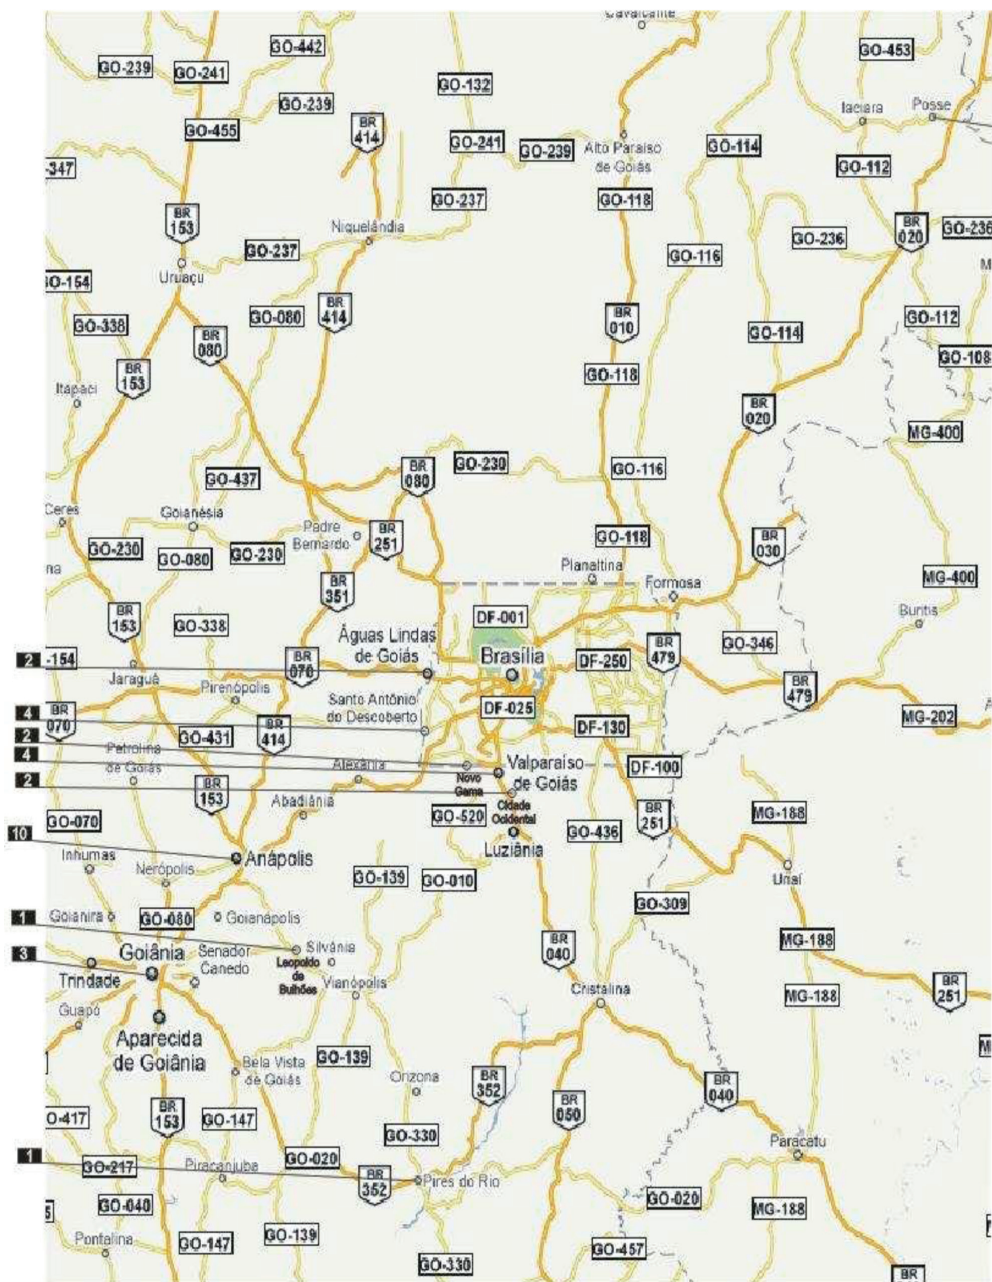 Cavalcante
GO-442
GO-453
GO-239
GO-241
GO-132
GO-239
Iaciara
Posse
GO-455
BR
414
GO-241
GO-239
Alto Paraíso
de Goiás
GO-114
-347
GO-112
GO-237
GO-118
BR
153
Niquelândia
GO-236
BR
020
GO-236
GO-237
GO-116
Uruaçu
GO-154
M
GO-338
GO-080
BR
414
BR
010
GO-114
GO-112
BR
080
GO-108
BR
153
GO-118
Itapaci
BR
020
MG-400
GO-230
GO-116
GO-437
BR
080
Ceres
Goianésia
Padre
Bernardo
BR
251
GO-118
BR
030
GO-230
GO-080
GO-230
Planaltina
na
BR
351
Formosa
MG-400
BR
153
GO-338
DF-001
Buritis
Águas Lindas
de Goiás
GO-346
2
-154
BR
070
Brasília
DF-250
BR
479
Jaraguá
Pirenópolis
BR
479
Santo Antônio
do Descoberto
DF-025
4
BR
070
GO-431
BR
414
DF-130
MG-202
2
Petrolina
de Goiás
4
Alexânia
Novo
Gama
Valparaíso
de Goiás
DF-100
2
BR
153
Abadiânia
Cidade
Ocidental
GO-070
GO-520
GO-436
BR
251
MG-188
10
Anápolis
Luziânia
Inhumas
Nerópolis
GO-139
GO-010
Unaí
Goianira
GO-080
Goianápolis
GO-309
1
Silvânia
BR
040
MG-188
3
Goiânia
Senador
Canedo
Leopoldo
de
Bulhões
Trindade
Vianópolis
Cristalina
MG-188
BR
251
Guapó
Aparecida
de Goiânia
GO-139
Bela Vista
de Goiás
Orizona
BR
352
BR
040
GO-417
BR
153
GO-147
BR
050
GO-330
Paracatu
1
GO-217
Piracanjuba
GO-020
BR
352
Pires do Rio
GO-040
GO-020
MG-188
Pontalina
GO-147
GO-139
GO-330
GO-457
BR